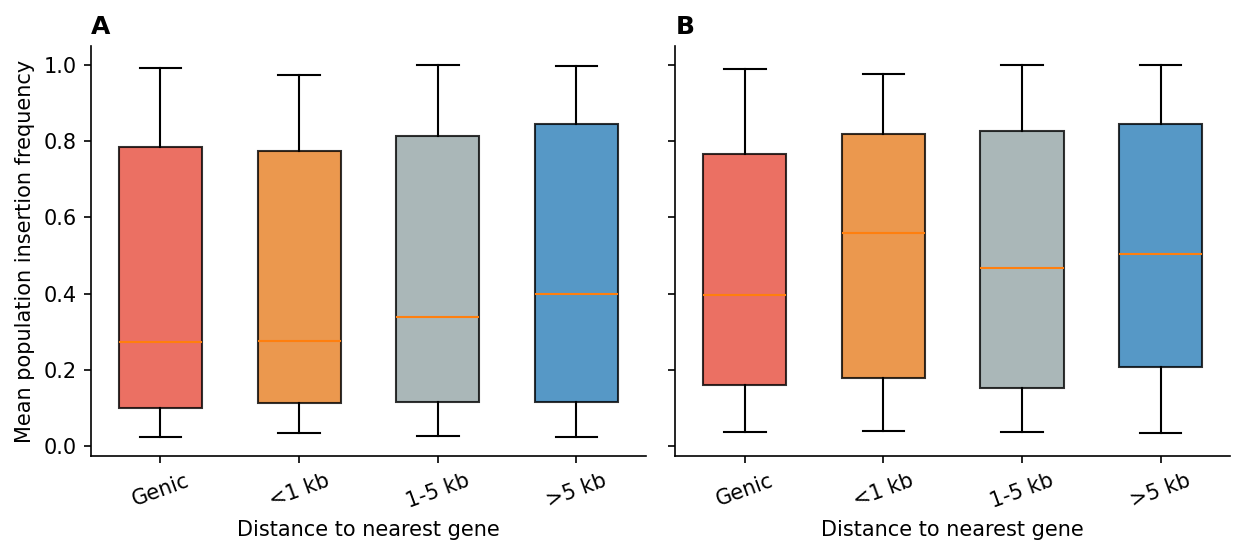 A
B
Mean population insertion frequency
1.0
0.8
0.6
0.4
0.2
0.0
Genic
<1 kb
1-5 kb
>5 kb
Genic
<1 kb
1-5 kb
>5 kb
Distance to nearest gene
Distance to nearest gene